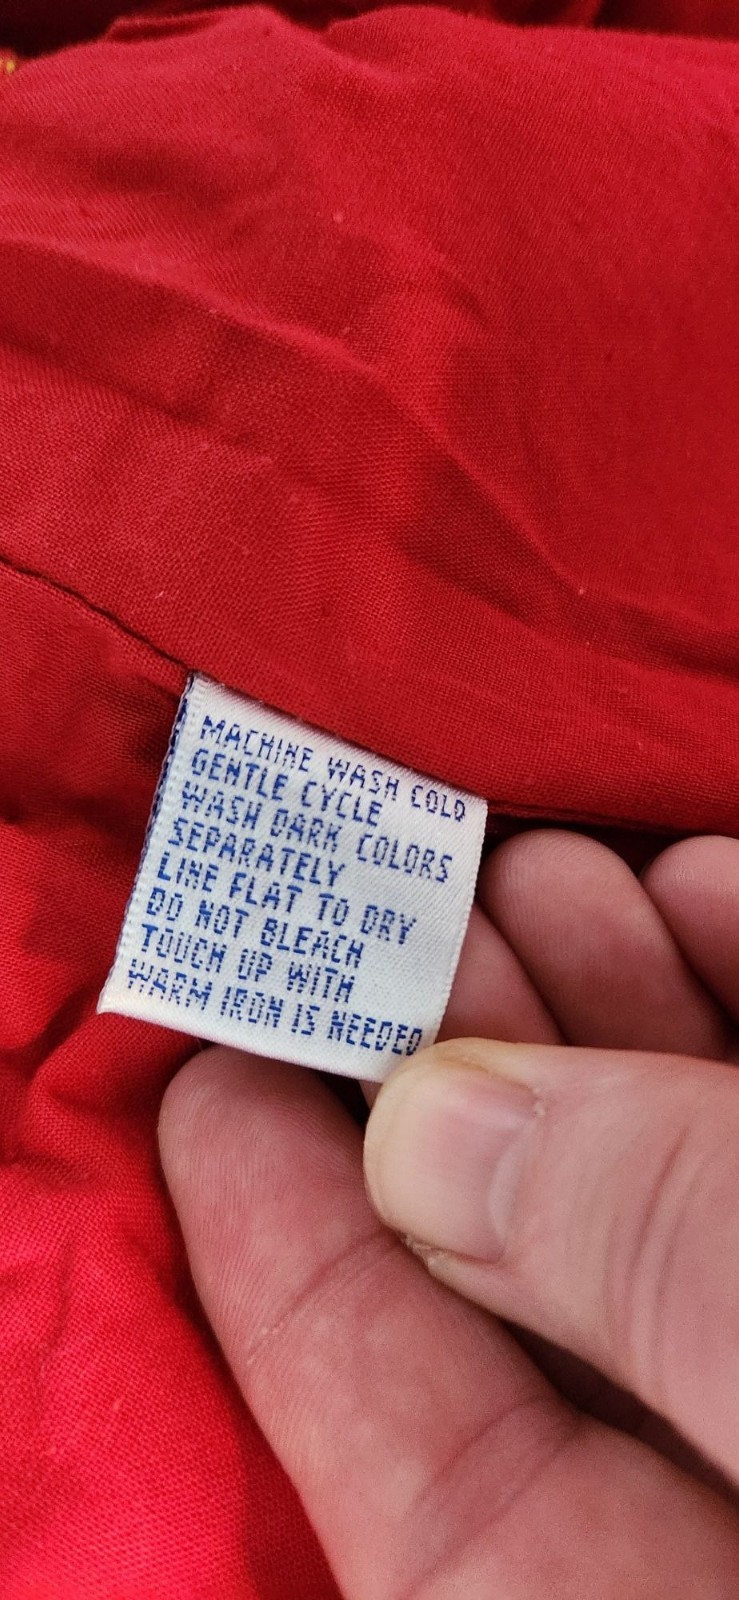 MACHINE WASH COLD
GENTLE CYCLE
WASH DARK COLORS
SEPARATELY
LINE FLAT TO DRY
DO NOT BLEACH
TOUCH UP WITH
WARM IRON IS NEEDED